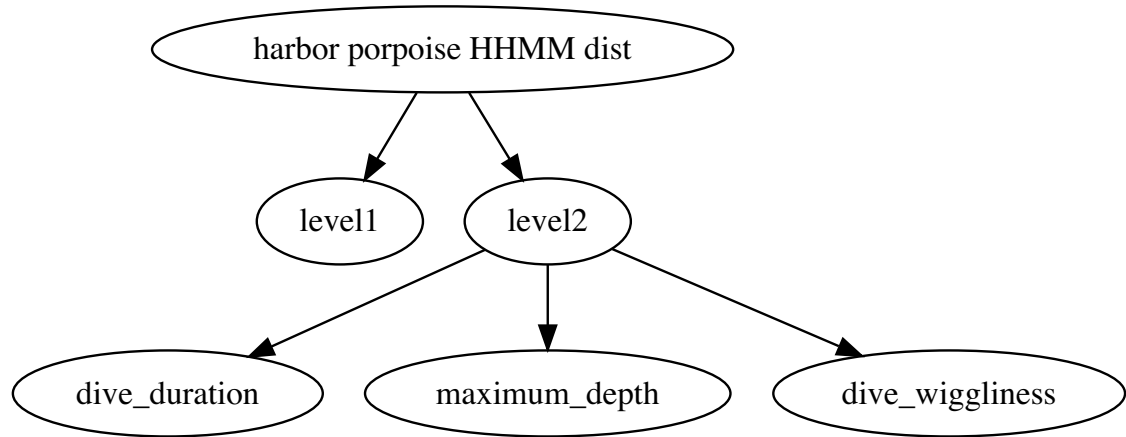 harbor porpoise HHMM dist
level1
level2
dive_duration
maximum_depth
dive_wiggliness